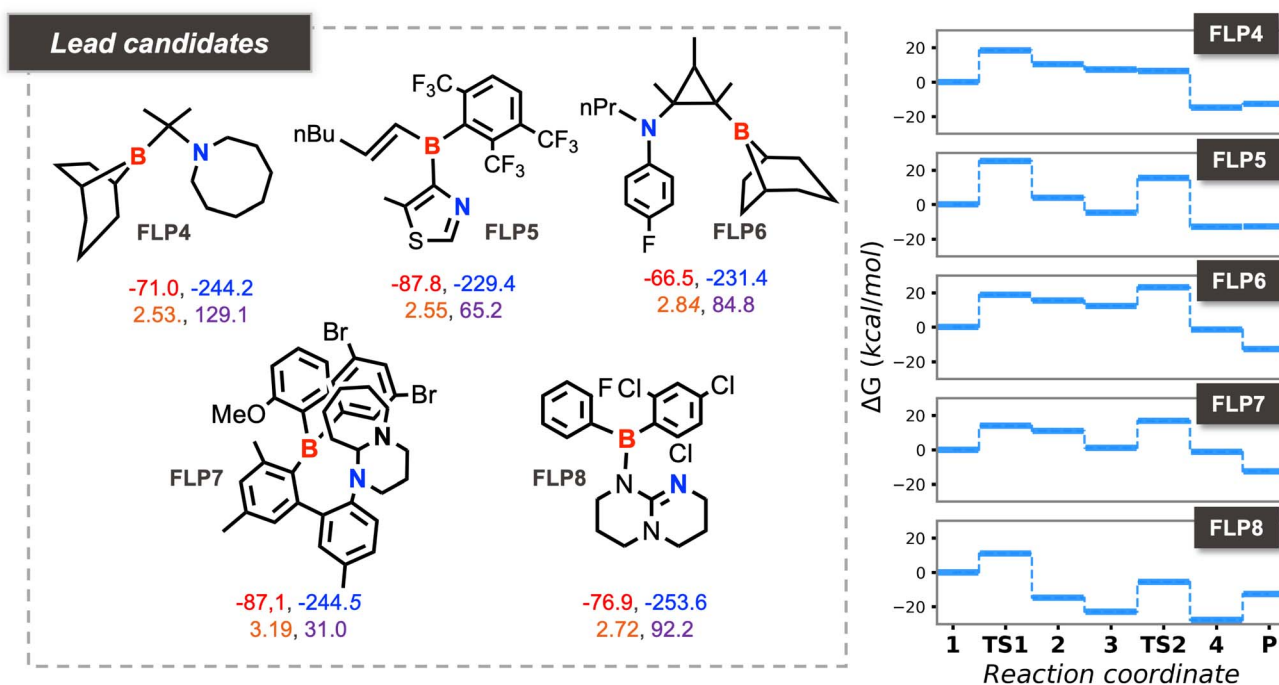 Lead candidates
nBu
F₃C
B
CF₃
CF₃
N
S
FLP5
-87.8, -229.4
2.55, 65.2
B
N
FLP4
-71.0, -244.2
2.53., 129.1
nPr
N
B
F
FLP6
-66.5, -231.4
2.84, 84.8
Br
Br
MeO
B
N
N
FLP7
-87,1, -244.5
3.19, 31.0
F
Cl
Cl
B
Cl
FLP8
N
N
N
-76.9, -253.6
2.72, 92.2
ΔG (kcal/mol)
FLP4
20
0
−20
FLP5
20
0
−20
FLP6
20
0
−20
FLP7
20
0
−20
FLP8
20
0
−20
1 TS1 2 3 TS2 4 P
Reaction coordinate